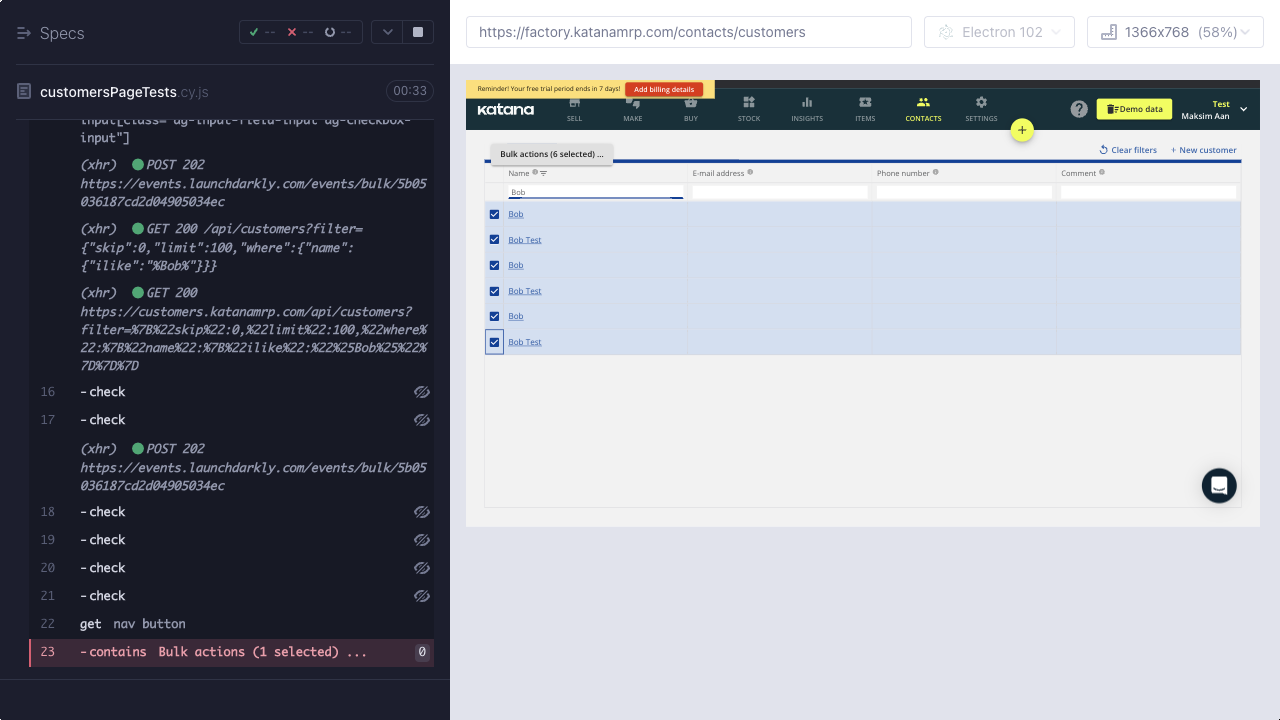 Specs
--
--
--
customersPageTests.cy.js
00:33
input[class="ag-input-field-input ag-checkbox-
input"]
(xhr) POST 202
https://events.launchdarkly.com/events/bulk/5b05
036187cd2d04905034ec
(xhr) GET 200 /api/customers?filter=
{"skip":0,"limit":100,"where":{"name":
{"ilike":"%Bob%"}}}
(xhr) GET 200
https://customers.katanamrp.com/api/customers?
filter=%7B%22skip%22:0,%22limit%22:100,%22where%
22:%7B%22name%22:%7B%22ilike%22:%22%25Bob%25%22%
7D%7D%7D
16 -check
17 -check
(xhr) POST 202
https://events.launchdarkly.com/events/bulk/5b05
036187cd2d04905034ec
18 -check
19 -check
20 -check
21 -check
22 get nav button
23 -contains Bulk actions (1 selected) ... 0
https://factory.katanamrp.com/contacts/customers
Electron 102
1366x768 (58%)
Reminder! Your free trial period ends in 7 days! Add billing details
katana
SELL
MAKE
BUY
STOCK
INSIGHTS
ITEMS
CONTACTS
SETTINGS
+
?
Demo data
Test
Maksim Aan
Bulk actions (6 selected) ...
Clear filters
+ New customer
Name
E-mail address
Phone number
Comment
Bob
Bob
Bob Test
Bob
Bob Test
Bob
Bob Test